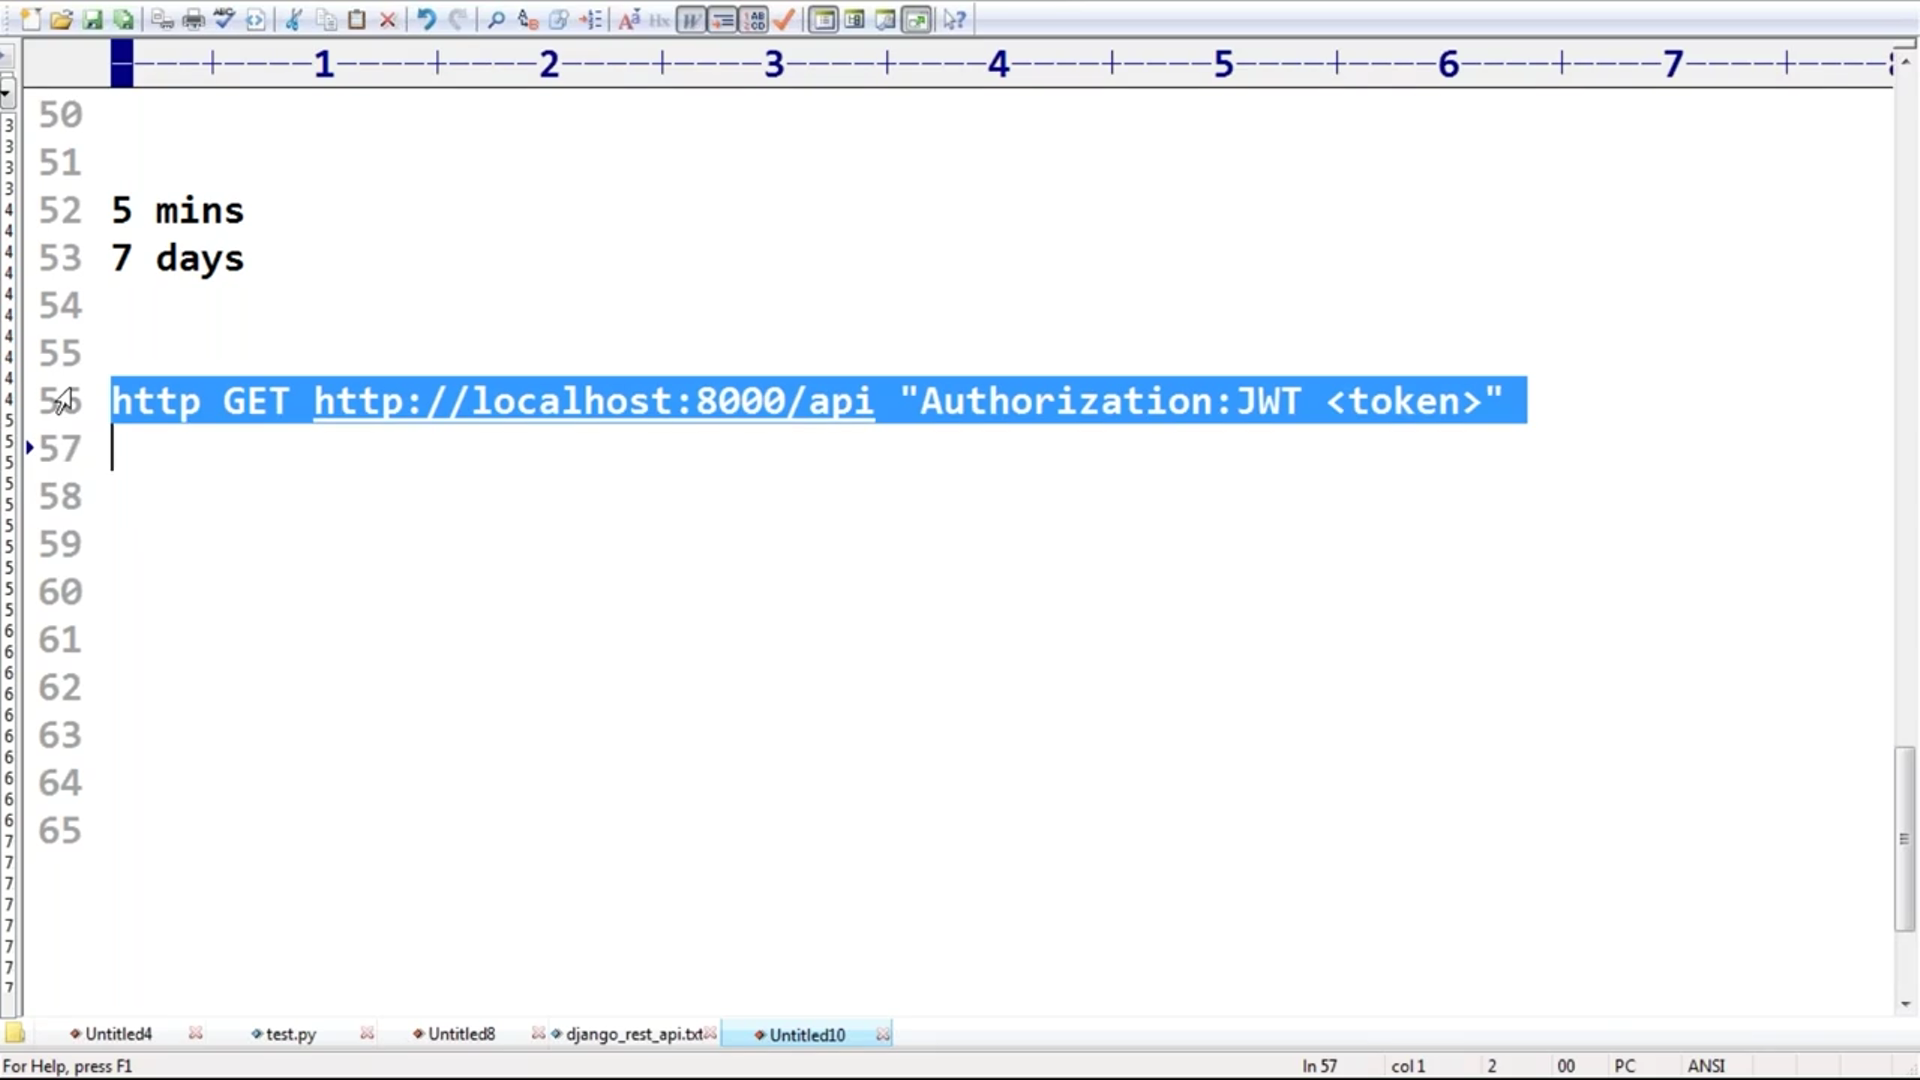 1 2 3 4 5 6 7
50
51
52 5 mins
53 7 days
54
55
56 http GET http://localhost:8000/api "Authorization:JWT <token>"
57
58
59
60
61
62
63
64
65
Untitled4 test.py Untitled8 django_rest_api.txt Untitled10
For Help, press F1 ln 57 col 1 2 00 PC ANSI